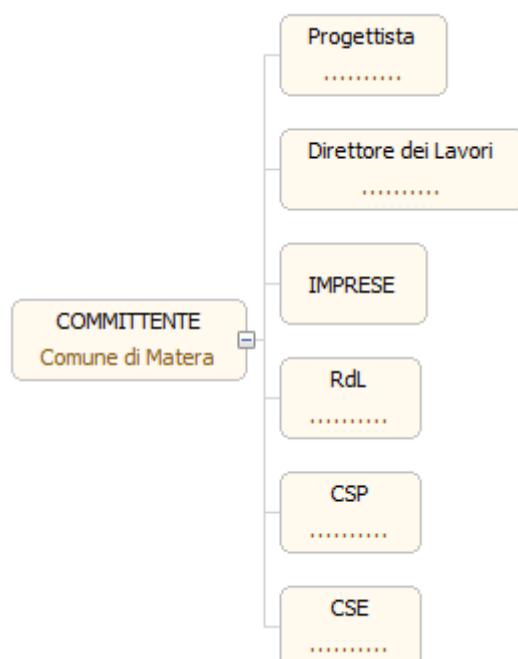 Progettista
..........
Direttore dei Lavori
..........
IMPRESE
COMMITTENTE
Comune di Matera
RdL
..........
CSP
..........
CSE
..........